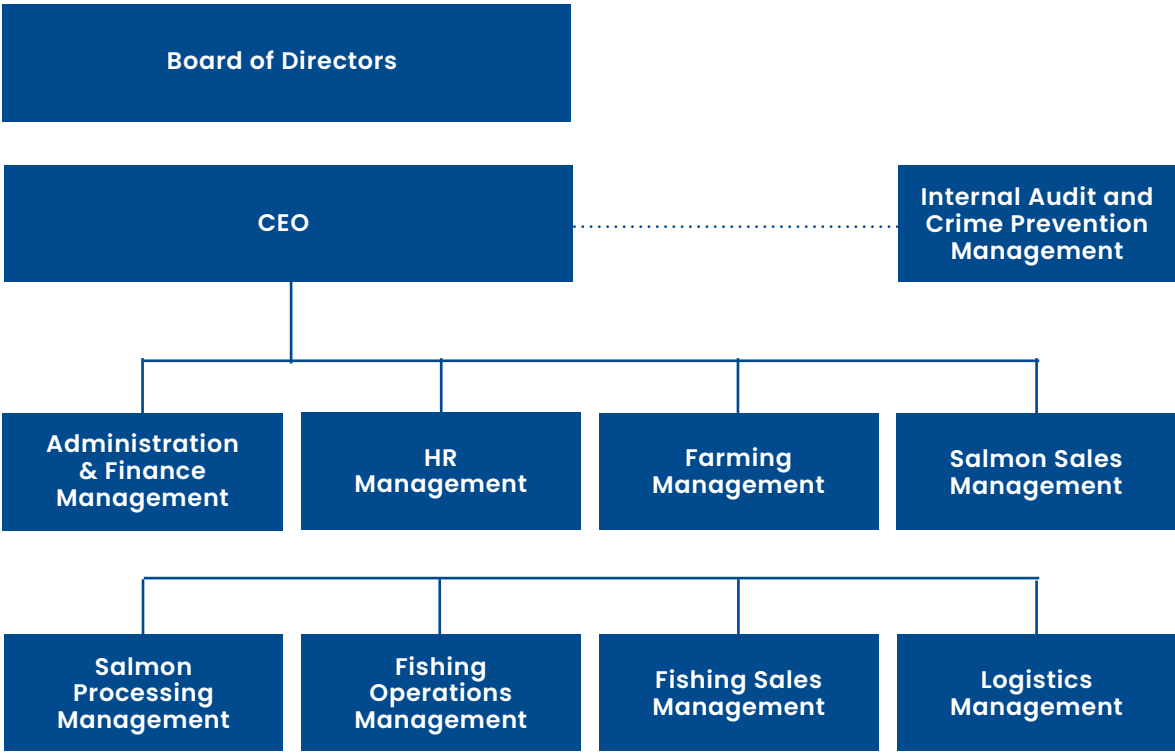 Board of Directors
CEO
Internal Audit and
Crime Prevention
Management
Administration
& Finance
Management
HR
Management
Farming
Management
Salmon Sales
Management
Salmon
Processing
Management
Fishing
Operations
Management
Fishing Sales
Management
Logistics
Management